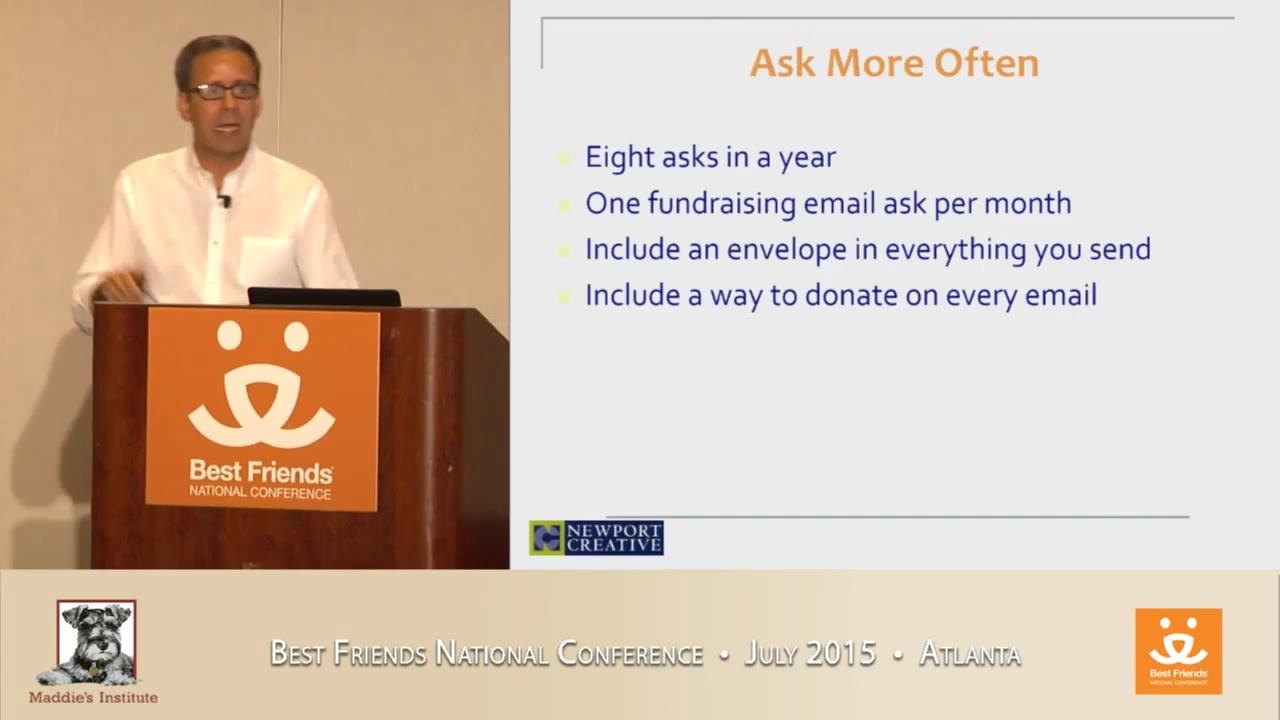 Ask More Often
Eight asks in a year
One fundraising email ask per month
Include an envelope in everything you send
Include a way to donate on every email
Best Friends
NATIONAL CONFERENCE
NEWPORT
CREATIVE
Maddie's Institute
BEST FRIENDS NATIONAL CONFERENCE • JULY 2015 • ATLANTA
Best Friends
NATIONAL CONFERENCE